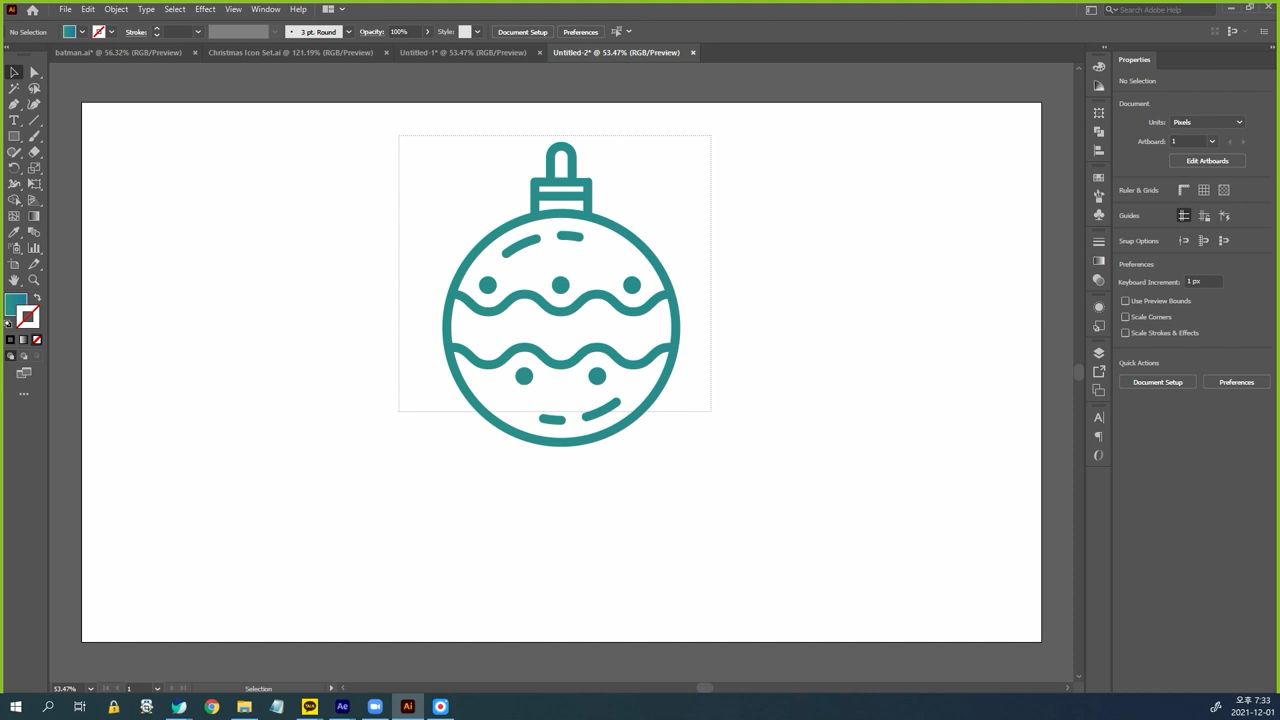 Ai File Edit Object Type Select Effect View Window Help
Search Adobe Help
No Selection Stroke: 3 pt. Round Opacity: 100% Style: Document Setup Preferences
batman.ai* @ 56.32% (RGB/Preview) × Christmas Icon Set.ai @ 121.19% (RGB/Preview) × Untitled-1* @ 53.47% (RGB/Preview) × Untitled-2* @ 53.47% (RGB/Preview) ×
Properties
No Selection
Document
Units: Pixels
Artboard: 1
Edit Artboards
Ruler & Grids
Guides
Snap Options
Preferences
Keyboard Increment: 1 px
Use Preview Bounds
Scale Corners
Scale Strokes & Effects
Quick Actions
Document Setup Preferences
53.47% 1 Selection
TALK Ae Ai
오후 7:33
2021-12-01